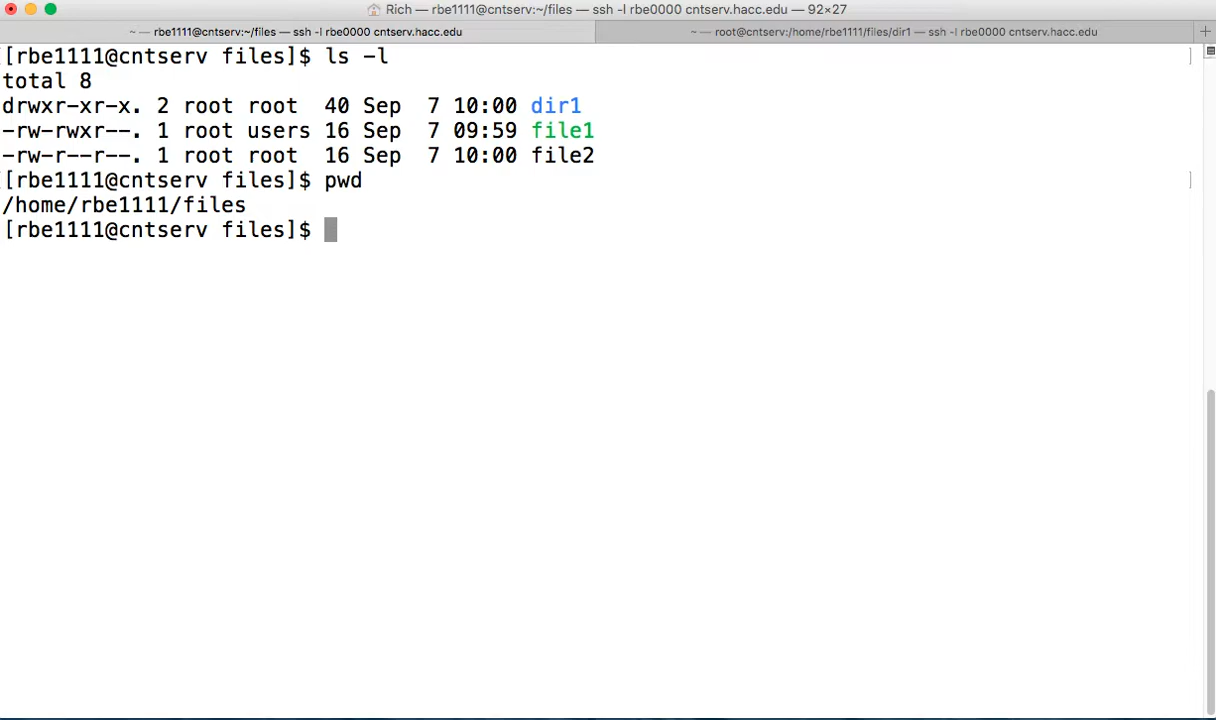 Rich — rbe1111@cntserv:~/files — ssh -l rbe0000 cntserv.hacc.edu — 92×27
~ — rbe1111@cntserv:~/files — ssh -l rbe0000 cntserv.hacc.edu
~ — root@cntserv:/home/rbe1111/files/dir1 — ssh -l rbe0000 cntserv.hacc.edu
[[rbe1111@cntserv files]$ ls -l ]
total 8
drwxr-xr-x. 2 root root  40 Sep  7 10:00 dir1
-rw-rwxr--. 1 root users 16 Sep  7 09:59 file1
-rw-r--r--. 1 root root  16 Sep  7 10:00 file2
[[rbe1111@cntserv files]$ pwd ]
/home/rbe1111/files
[rbe1111@cntserv files]$